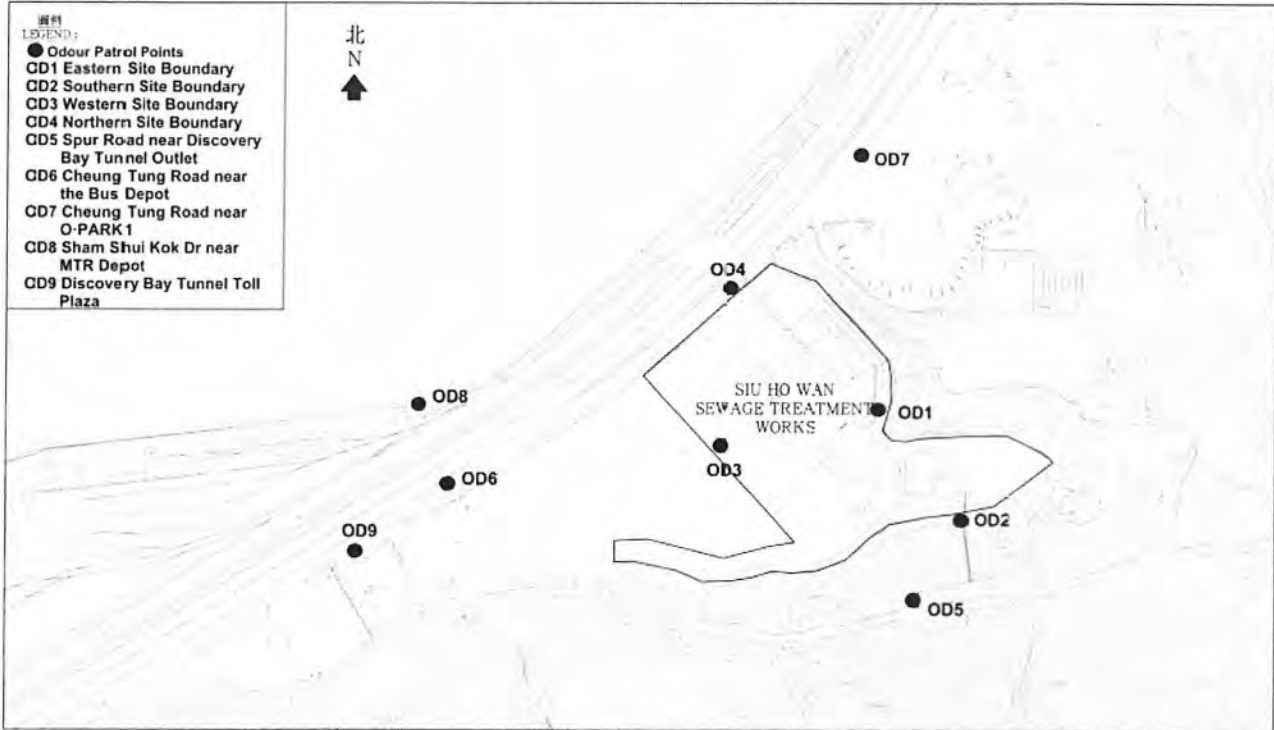 圖例
LEGEND:
Odour Patrol Points
OD1 Eastern Site Boundary
OD2 Southern Site Boundary
OD3 Western Site Boundary
OD4 Northern Site Boundary
OD5 Spur Road near Discovery
Bay Tunnel Outlet
OD6 Cheung Tung Road near
the Bus Depot
OD7 Cheung Tung Road near
O-PARK1
OD8 Sham Shui Kok Dr near
MTR Depot
OD9 Discovery Bay Tunnel Toll
Plaza
北
N
OD7
OD4
OD8
SIU HO WAN
SEWAGE TREATMENT
WORKS
OD1
OD3
OD6
OD2
OD9
OD5